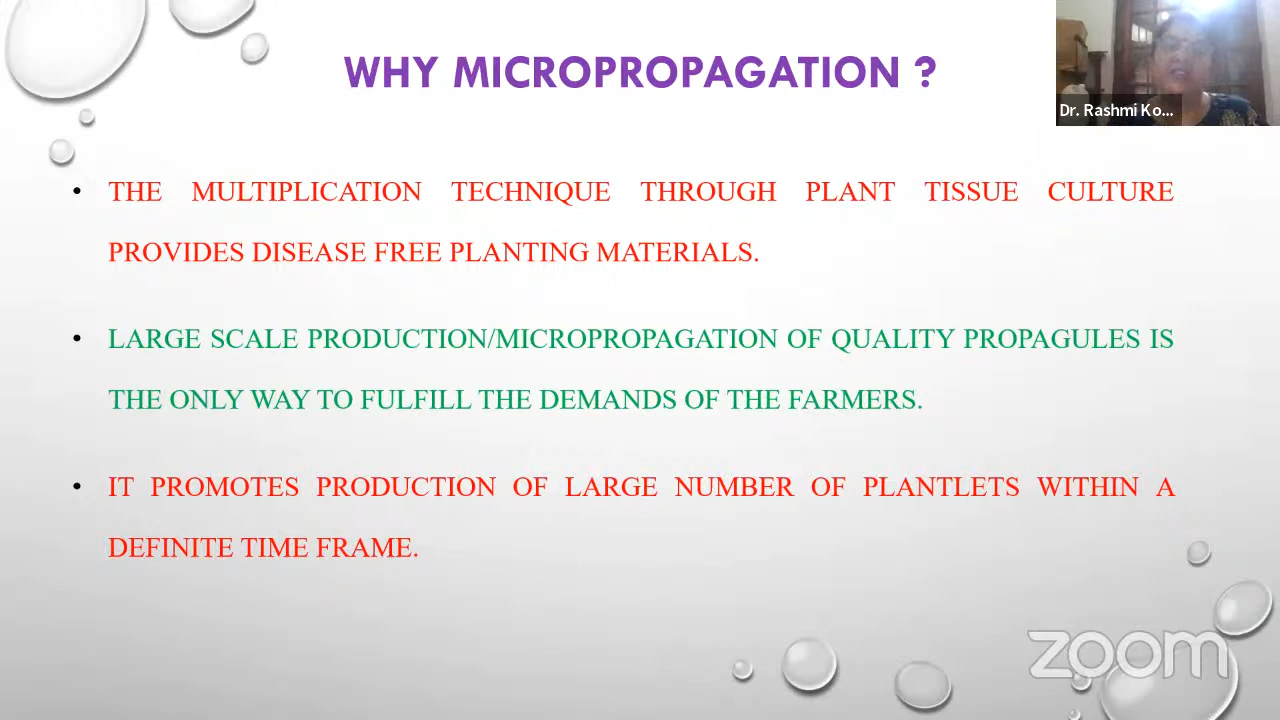 WHY MICROPROPAGATION ?
Dr. Rashmi Ko...
• THE MULTIPLICATION TECHNIQUE THROUGH PLANT TISSUE CULTURE
PROVIDES DISEASE FREE PLANTING MATERIALS.
• LARGE SCALE PRODUCTION/MICROPROPAGATION OF QUALITY PROPAGULES IS
THE ONLY WAY TO FULFILL THE DEMANDS OF THE FARMERS.
• IT PROMOTES PRODUCTION OF LARGE NUMBER OF PLANTLETS WITHIN A
DEFINITE TIME FRAME.
zoom